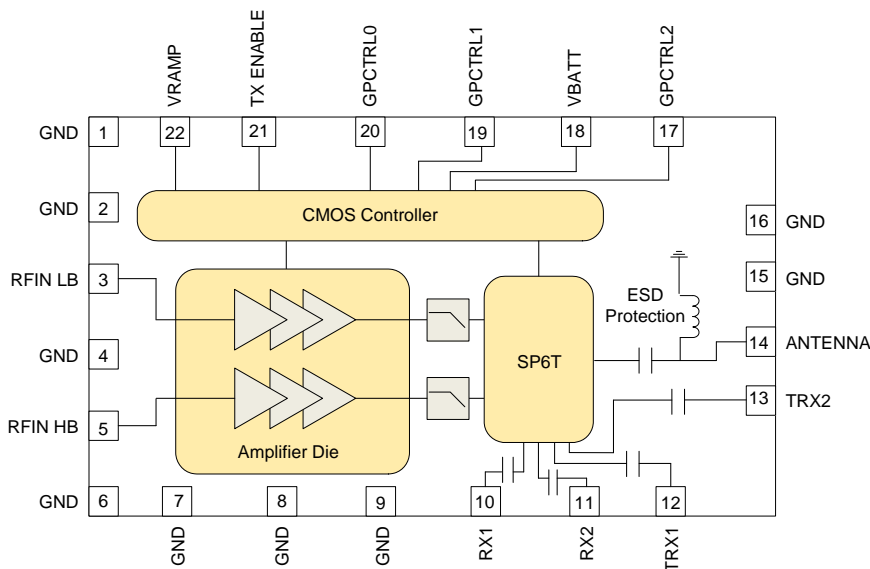 VRAMP
TX ENABLE
GPCTRL0
GPCTRL1
VBATT
GPCTRL2
GND 1
22
21
20
19
18
17
GND 2
CMOS Controller
16 GND
RFIN LB 3
15 GND
ESD
Protection
GND 4
SP6T
14 ANTENNA
13 TRX2
RFIN HB 5
Amplifier Die
GND 6
7
8
9
10
11
12
GND
GND
GND
RX1
RX2
TRX1